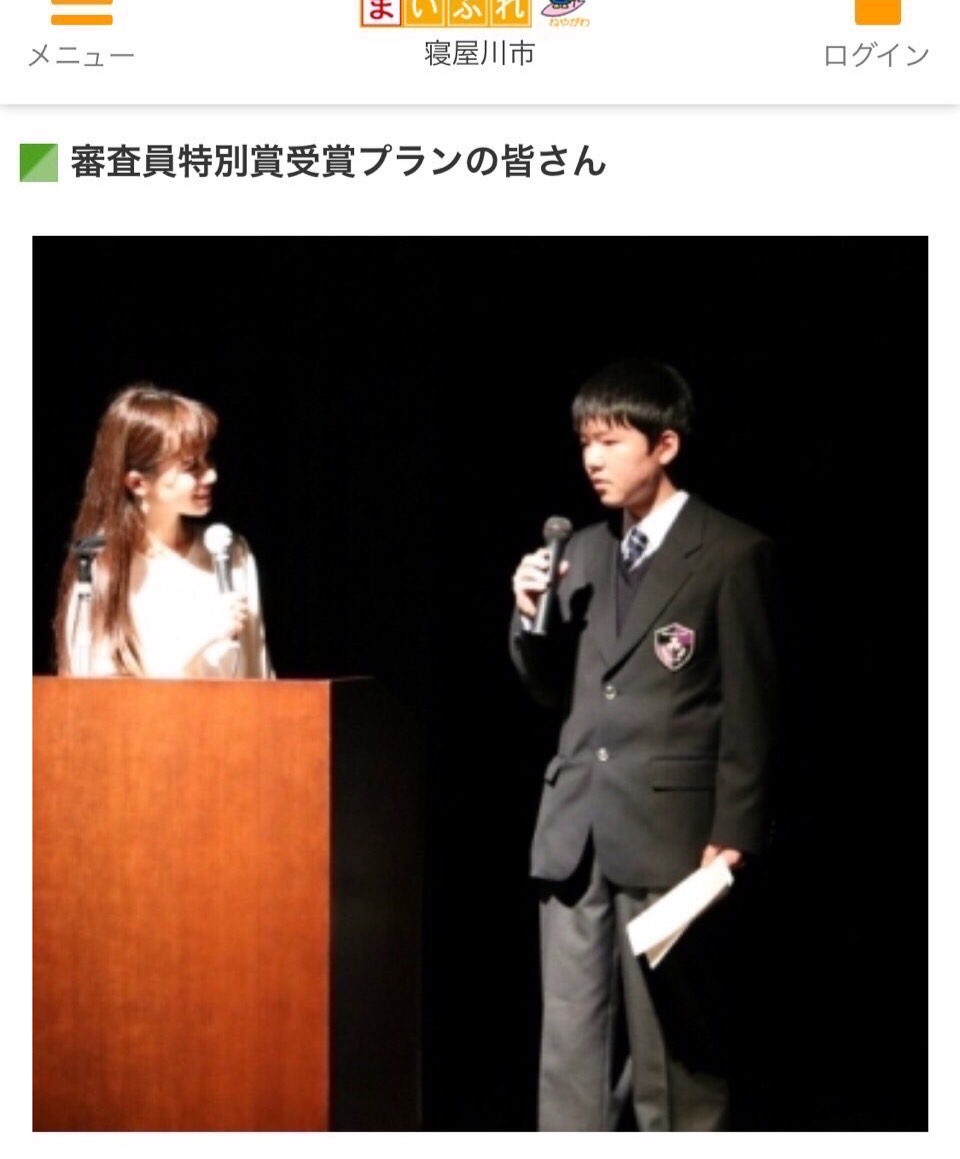 まいぷれ
ねやがわ
メニュー
寝屋川市
ログイン
審査員特別賞受賞プランの皆さん